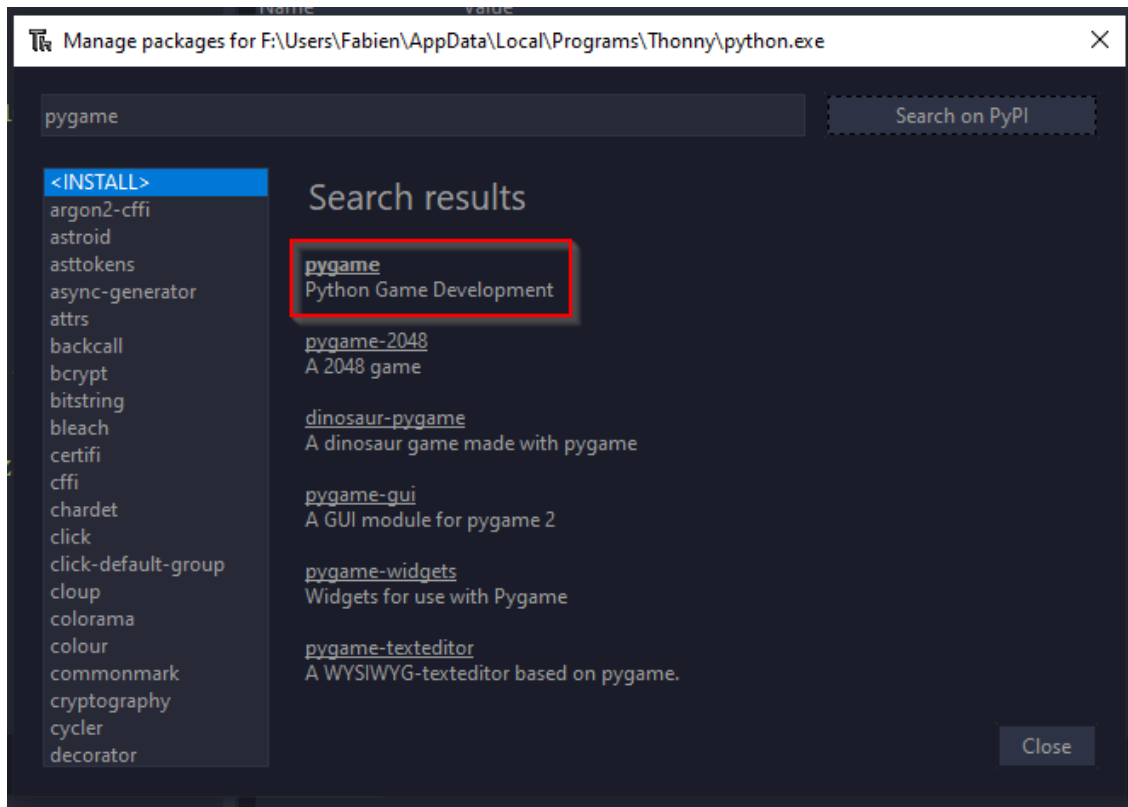 Name Value
Manage packages for F:\Users\Fabien\AppData\Local\Programs\Thonny\python.exe
pygame
Search on PyPI
<INSTALL>
argon2-cffi
astroid
asttokens
async-generator
attrs
backcall
bcrypt
bitstring
bleach
certifi
cffi
chardet
click
click-default-group
cloup
colorama
colour
commonmark
cryptography
cycler
decorator
Search results
pygame
Python Game Development
pygame-2048
A 2048 game
dinosaur-pygame
A dinosaur game made with pygame
pygame-gui
A GUI module for pygame 2
pygame-widgets
Widgets for use with Pygame
pygame-texteditor
A WYSIWYG-texteditor based on pygame.
Close